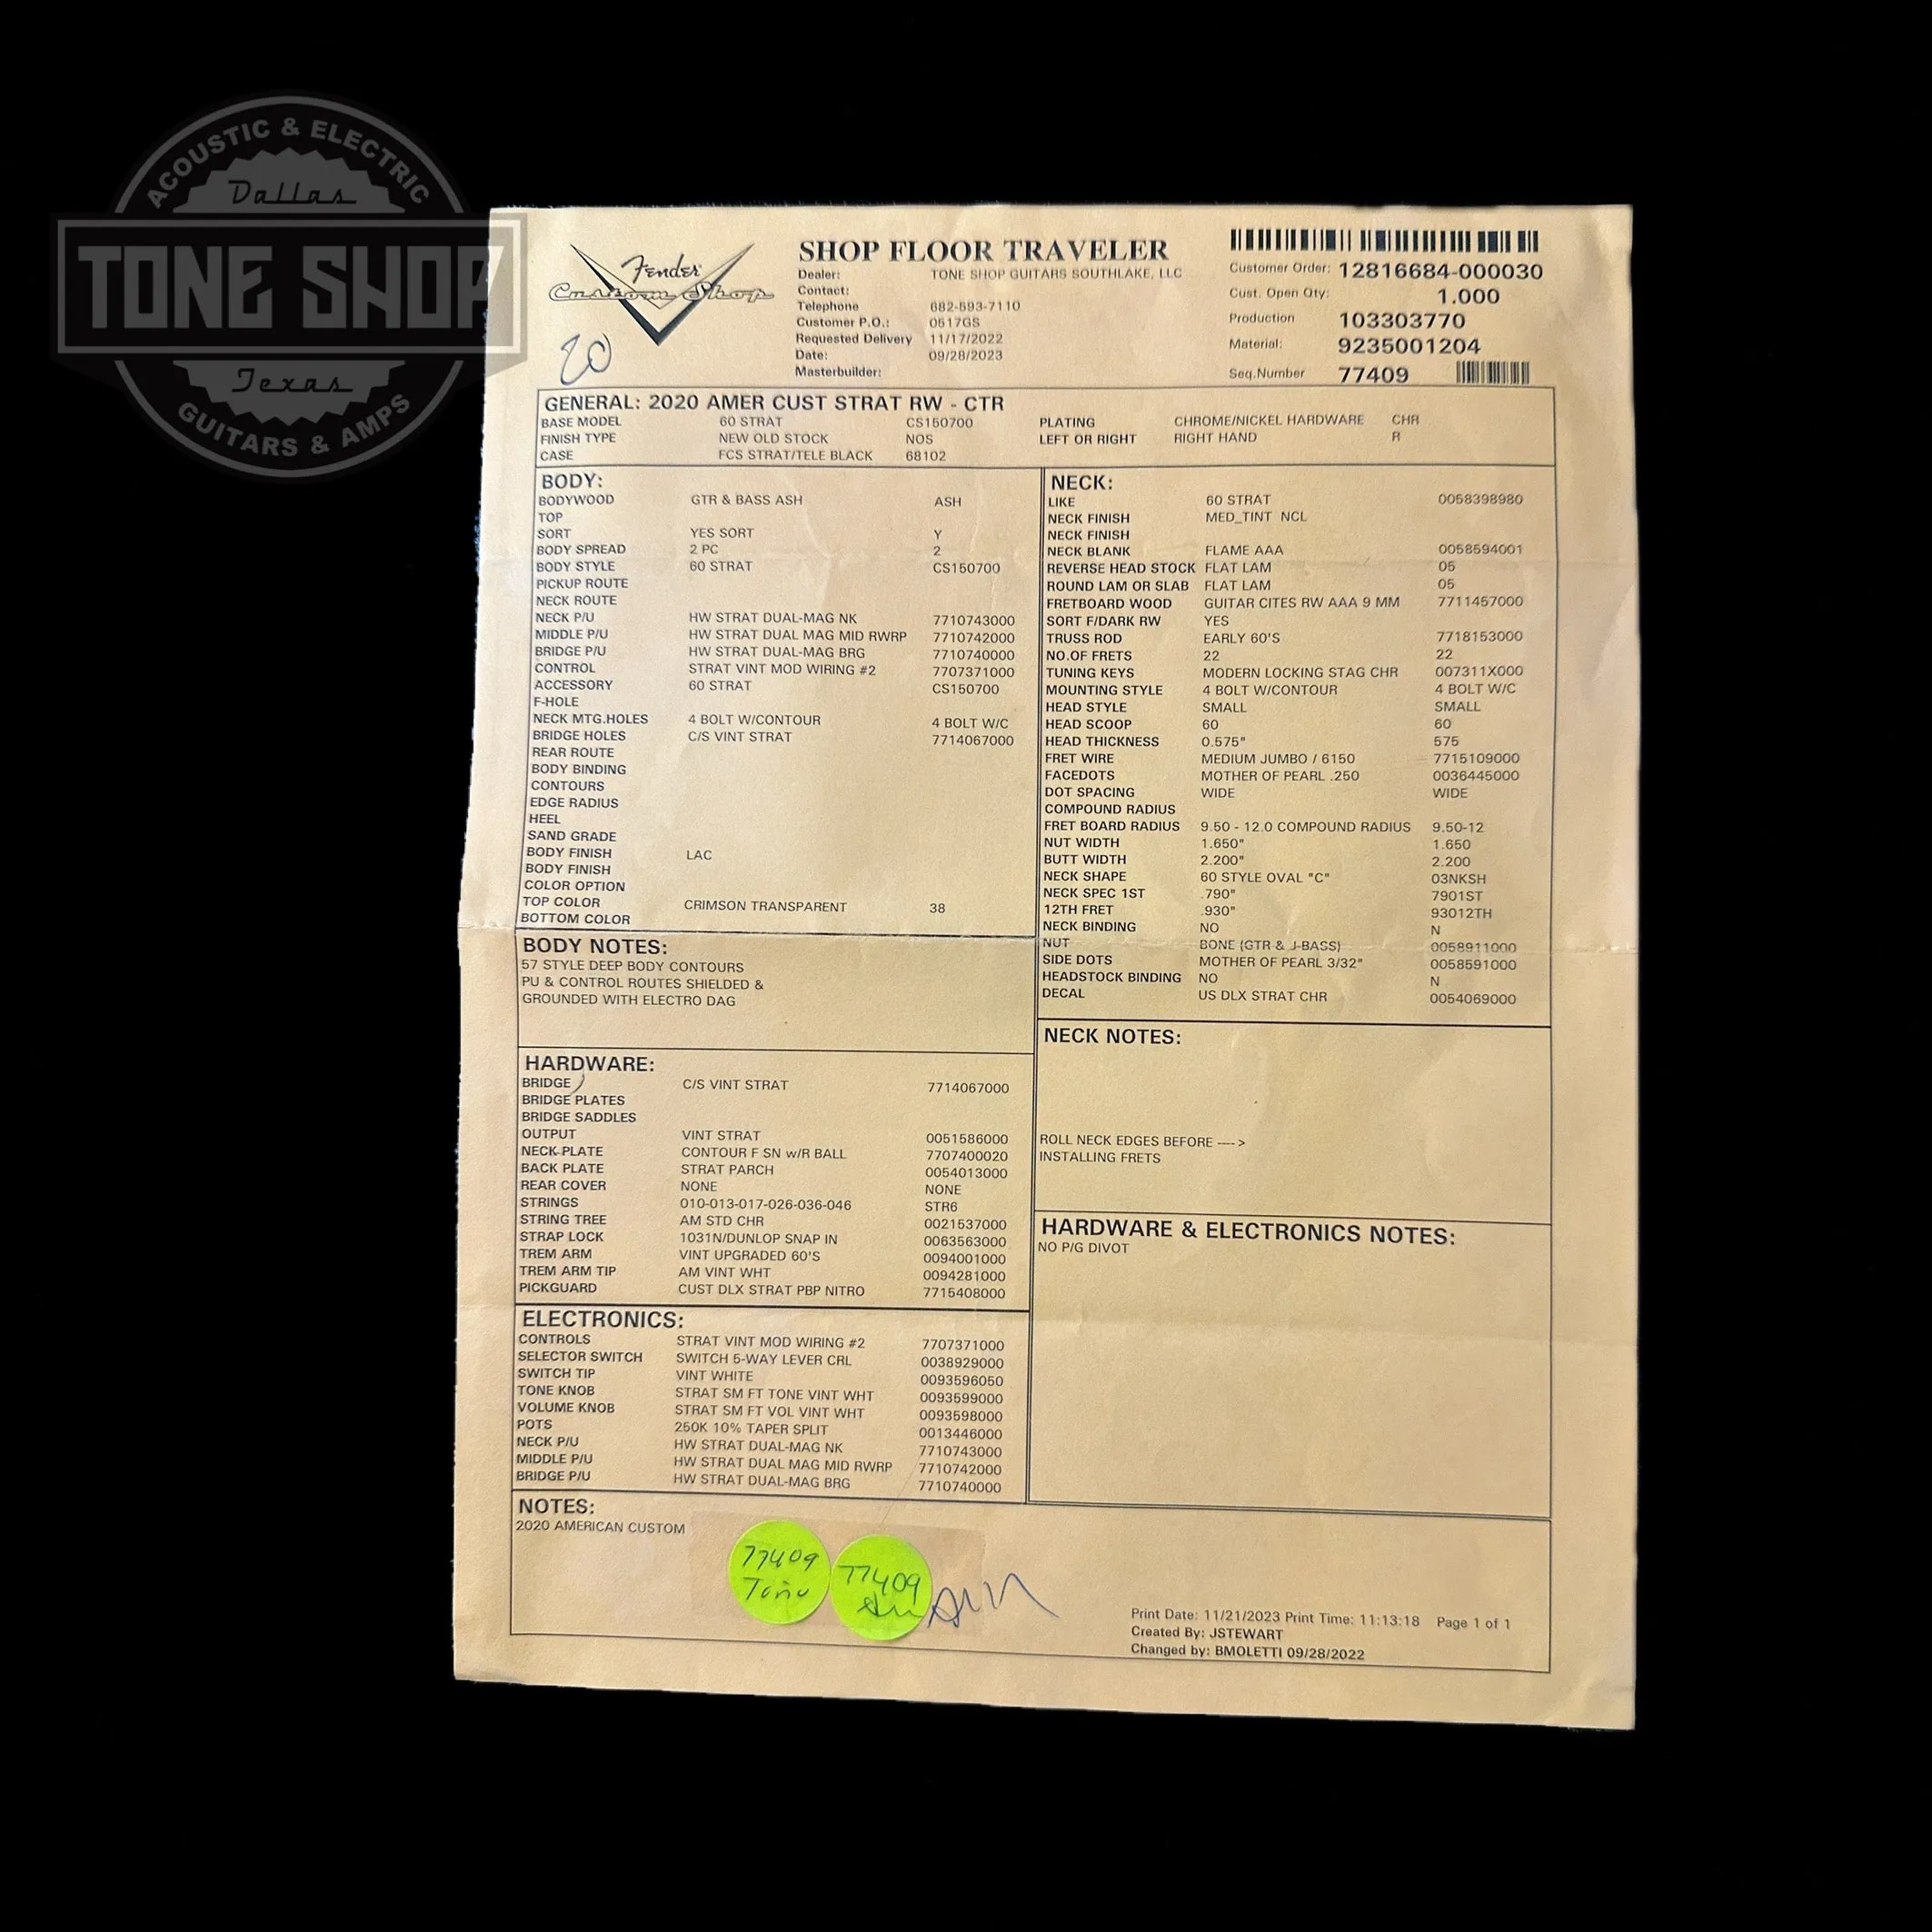 ACOUSTIC & ELECTRIC
Dallas
TONE SHOP
Texas
GUITARS & AMPS
Fender
Custom Shop
20
SHOP FLOOR TRAVELER
Dealer: TONE SHOP GUITARS SOUTHLAKE, LLC
Contact:
Telephone 682-593-7110
Customer P.O.: 0517GS
Requested Delivery 11/17/2022
Date: 09/28/2023
Masterbuilder:
Customer Order: 12816684-000030
Cust. Open Qty: 1.000
Production 103303770
Material: 9235001204
Seq.Number 77409
GENERAL: 2020 AMER CUST STRAT RW - CTR
BASE MODEL 60 STRAT CS150700 PLATING CHROME/NICKEL HARDWARE CHR
FINISH TYPE NEW OLD STOCK NOS LEFT OR RIGHT RIGHT HAND R
CASE FCS STRAT/TELE BLACK 68102
BODY:
BODYWOOD GTR & BASS ASH ASH
TOP
SORT YES SORT Y
BODY SPREAD 2 PC 2
BODY STYLE 60 STRAT CS150700
PICKUP ROUTE
NECK ROUTE
NECK P/U HW STRAT DUAL-MAG NK 7710743000
MIDDLE P/U HW STRAT DUAL MAG MID RWRP 7710742000
BRIDGE P/U HW STRAT DUAL-MAG BRG 7710740000
CONTROL STRAT VINT MOD WIRING #2 7707371000
ACCESSORY 60 STRAT CS150700
F-HOLE
NECK MTG.HOLES 4 BOLT W/CONTOUR 4 BOLT W/C
BRIDGE HOLES C/S VINT STRAT 7714067000
REAR ROUTE
BODY BINDING
CONTOURS
EDGE RADIUS
HEEL
SAND GRADE
BODY FINISH LAC
BODY FINISH
COLOR OPTION
TOP COLOR CRIMSON TRANSPARENT 38
BOTTOM COLOR
BODY NOTES:
57 STYLE DEEP BODY CONTOURS
PU & CONTROL ROUTES SHIELDED &
GROUNDED WITH ELECTRO DAG
HARDWARE:
BRIDGE C/S VINT STRAT 7714067000
BRIDGE PLATES
BRIDGE SADDLES
OUTPUT VINT STRAT 0051586000
NECK PLATE CONTOUR F SN w/R BALL 7707400020
BACK PLATE STRAT PARCH 0054013000
REAR COVER NONE NONE
STRINGS 010-013-017-026-036-046 STR6
STRING TREE AM STD CHR 0021537000
STRAP LOCK 1031N/DUNLOP SNAP IN 0063563000
TREM ARM VINT UPGRADED 60'S 0094001000
TREM ARM TIP AM VINT WHT 0094281000
PICKGUARD CUST DLX STRAT PBP NITRO 7715408000
ELECTRONICS:
CONTROLS STRAT VINT MOD WIRING #2 7707371000
SELECTOR SWITCH SWITCH 5-WAY LEVER CRL 0038929000
SWITCH TIP VINT WHITE 0093596050
TONE KNOB STRAT SM FT TONE VINT WHT 0093599000
VOLUME KNOB STRAT SM FT VOL VINT WHT 0093598000
POTS 250K 10% TAPER SPLIT 0013446000
NECK P/U HW STRAT DUAL-MAG NK 7710743000
MIDDLE P/U HW STRAT DUAL MAG MID RWRP 7710742000
BRIDGE P/U HW STRAT DUAL-MAG BRG 7710740000
NECK:
LIKE 60 STRAT 0058398980
NECK FINISH MED_TINT NCL
NECK FINISH
NECK BLANK FLAME AAA 0058594001
REVERSE HEAD STOCK FLAT LAM 05
ROUND LAM OR SLAB FLAT LAM 05
FRETBOARD WOOD GUITAR CITES RW AAA 9 MM 7711457000
SORT F/DARK RW YES
TRUSS ROD EARLY 60'S 7718153000
NO.OF FRETS 22 22
TUNING KEYS MODERN LOCKING STAG CHR 007311X000
MOUNTING STYLE 4 BOLT W/CONTOUR 4 BOLT W/C
HEAD STYLE SMALL SMALL
HEAD SCOOP 60 60
HEAD THICKNESS 0.575" 575
FRET WIRE MEDIUM JUMBO / 6150 7715109000
FACEDOTS MOTHER OF PEARL .250 0036445000
DOT SPACING WIDE WIDE
COMPOUND RADIUS
FRET BOARD RADIUS 9.50 - 12.0 COMPOUND RADIUS 9.50-12
NUT WIDTH 1.650" 1.650
BUTT WIDTH 2.200" 2.200
NECK SHAPE 60 STYLE OVAL "C" 03NKSH
NECK SPEC 1ST .790" 7901ST
12TH FRET .930" 93012TH
NECK BINDING NO N
NUT BONE (GTR & J-BASS) 0058911000
SIDE DOTS MOTHER OF PEARL 3/32" 0058591000
HEADSTOCK BINDING NO N
DECAL US DLX STRAT CHR 0054069000
NECK NOTES:
ROLL NECK EDGES BEFORE ---->
INSTALLING FRETS
HARDWARE & ELECTRONICS NOTES:
NO P/G DIVOT
NOTES:
2020 AMERICAN CUSTOM
77409
77409
Print Date: 11/21/2023 Print Time: 11:13:18 Page 1 of 1
Created By: JSTEWART
Changed by: BMOLETTI 09/28/2022